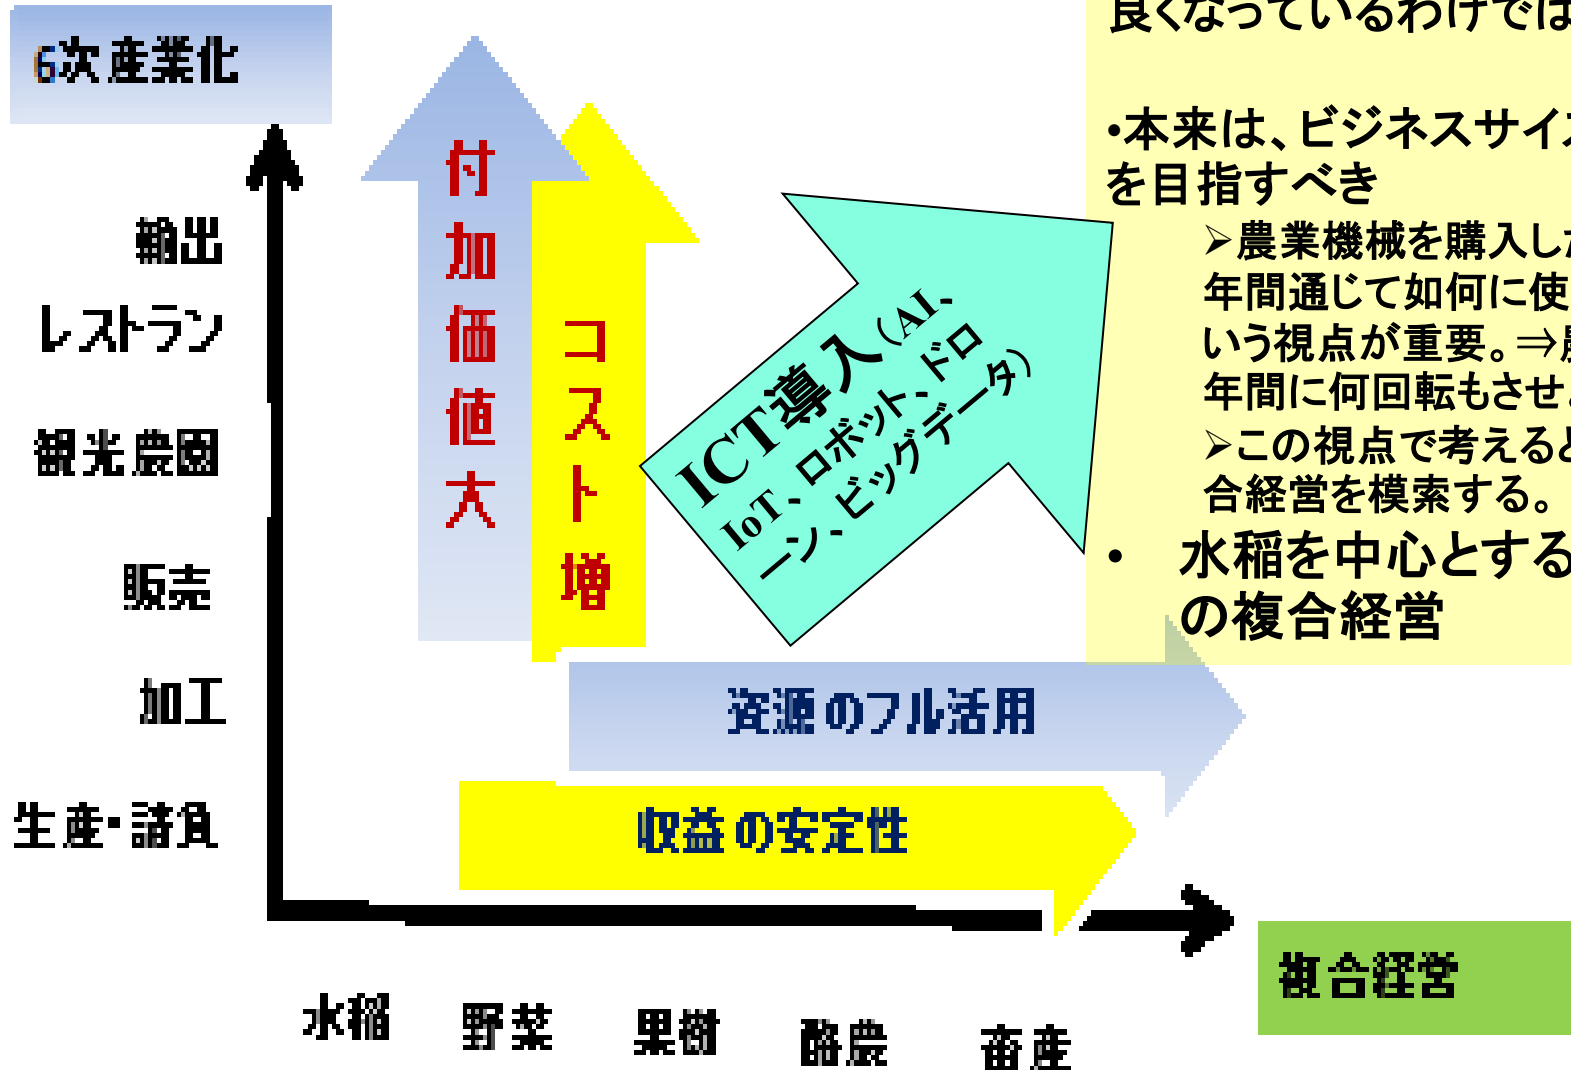 6次産業化
輸出
レストラン
観光農園
販売
加工
生産・請負
付加価値大
コスト増
ICT導入（AI、
IoT、ロボット、ドロ
ーン、ビッグデータ）
資源のフル活用
収益の安定性
水稲 野菜 果樹 酪農 畜産
複合経営
良くなっているわけでは
•本来は、ビジネスサイズ
を目指すべき
➢農業機械を購入した
年間通じて如何に使
いう視点が重要。⇒農
年間に何回転もさせ
➢この視点で考えると
合経営を模索する。
• 水稲を中心とする
の複合経営